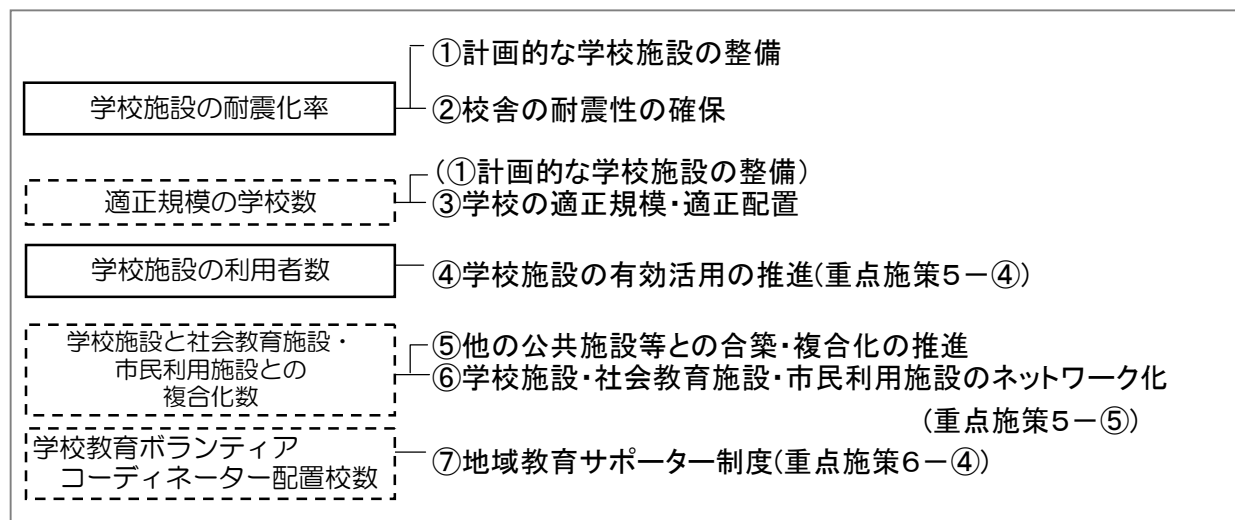 ①計画的な学校施設の整備
学校施設の耐震化率
②校舎の耐震性の確保
(①計画的な学校施設の整備)
適正規模の学校数
③学校の適正規模・適正配置
学校施設の利用者数
④学校施設の有効活用の推進(重点施策5-④)
学校施設と社会教育施設・
市民利用施設との
複合化数
⑤他の公共施設等との合築・複合化の推進
⑥学校施設・社会教育施設・市民利用施設のネットワーク化
(重点施策5-⑤)
学校教育ボランティア
コーディネーター配置校数
⑦地域教育サポーター制度(重点施策6-④)